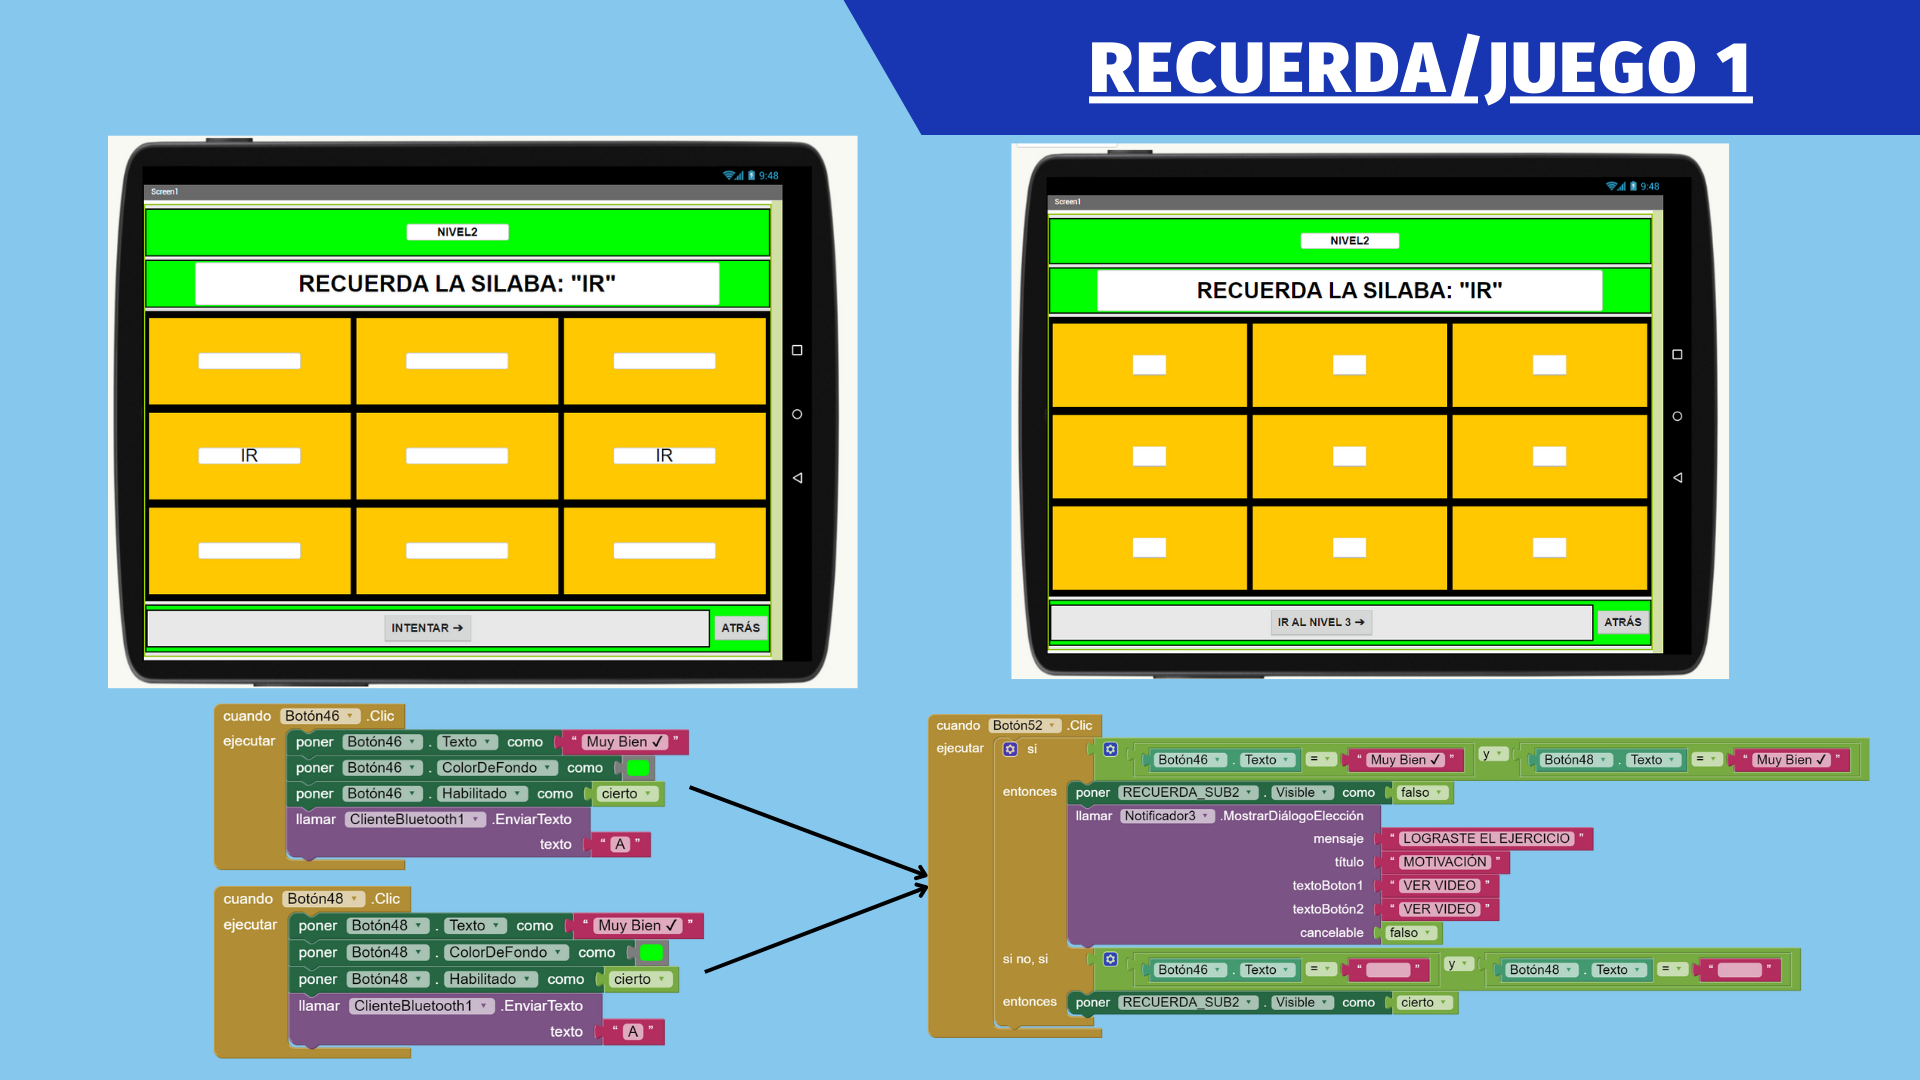 RECUERDA/JUEGO 1
9:48
Screen1
NIVEL2
RECUERDA LA SILABA: "IR"
IR IR
INTENTAR ➔ ATRÁS
9:48
Screen1
NIVEL2
RECUERDA LA SILABA: "IR"
IR AL NIVEL 3 ➔ ATRÁS
cuando Botón46 .Clic
ejecutar poner Botón46 . Texto como " Muy Bien ✓ "
poner Botón46 . ColorDeFondo como
poner Botón46 . Habilitado como cierto
llamar ClienteBluetooth1 .EnviarTexto
texto " A "
cuando Botón48 .Clic
ejecutar poner Botón48 . Texto como " Muy Bien ✓ "
poner Botón48 . ColorDeFondo como
poner Botón48 . Habilitado como cierto
llamar ClienteBluetooth1 .EnviarTexto
texto " A "
cuando Botón52 .Clic
ejecutar si Botón46 . Texto = " Muy Bien ✓ " y Botón48 . Texto = " Muy Bien ✓ "
entonces poner RECUERDA_SUB2 . Visible como falso
llamar Notificador3 .MostrarDiálogoElección
mensaje " LOGRASTE EL EJERCICIO "
título " MOTIVACIÓN "
textoBoton1 " VER VIDEO "
textoBotón2 " VER VIDEO "
cancelable falso
si no, si Botón46 . Texto = " " y Botón48 . Texto = " "
entonces poner RECUERDA_SUB2 . Visible como cierto